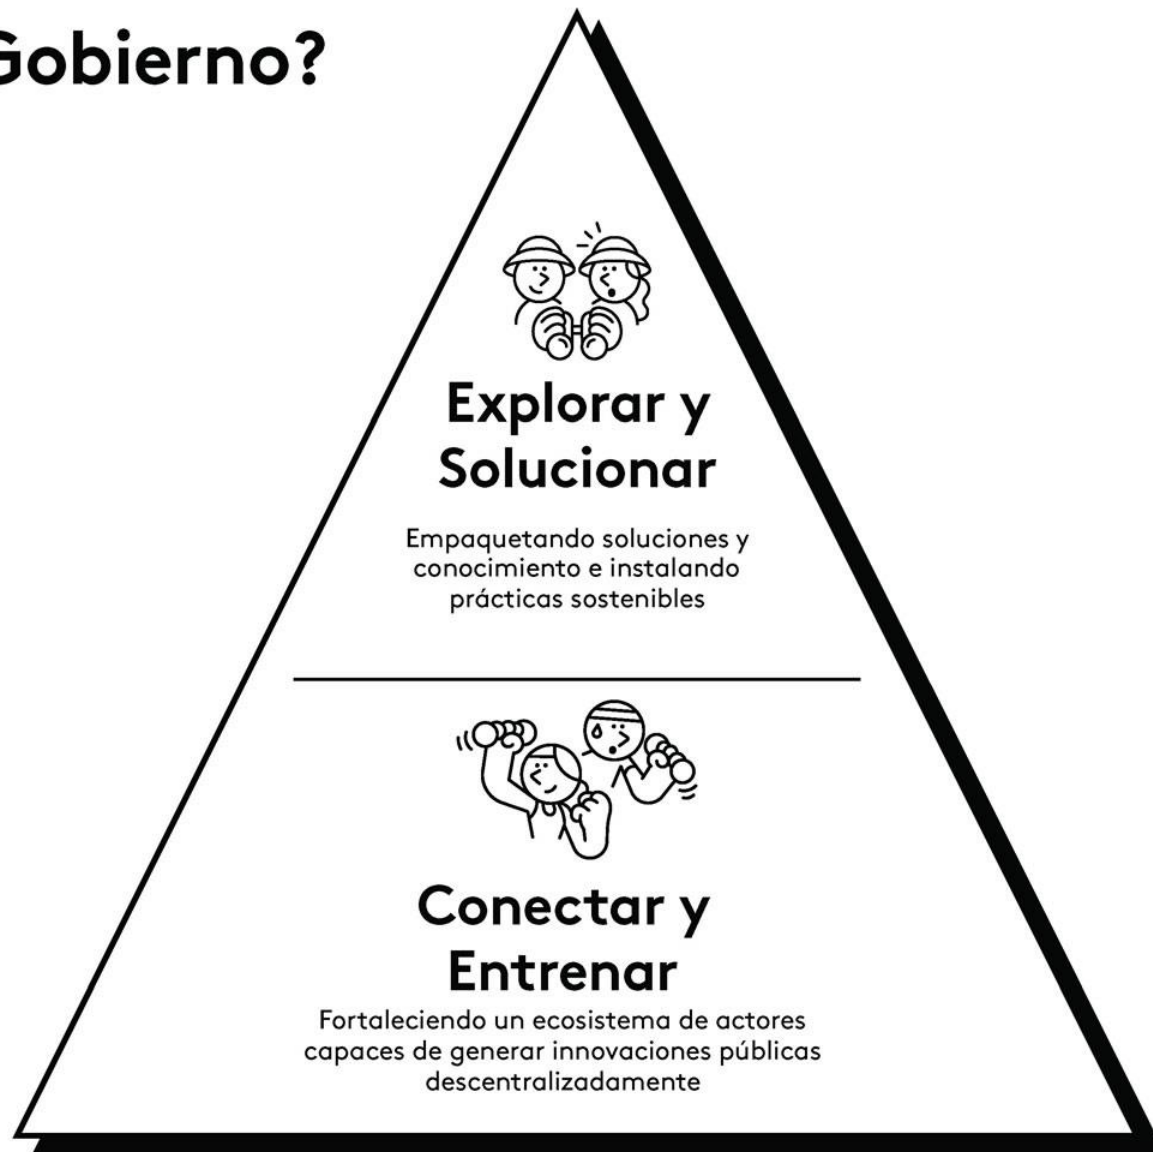 Gobierno?
Explorar y
Solucionar
Empaquetando soluciones y
conocimiento e instalando
prácticas sostenibles
Conectar y
Entrenar
Fortaleciendo un ecosistema de actores
capaces de generar innovaciones públicas
descentralizadamente